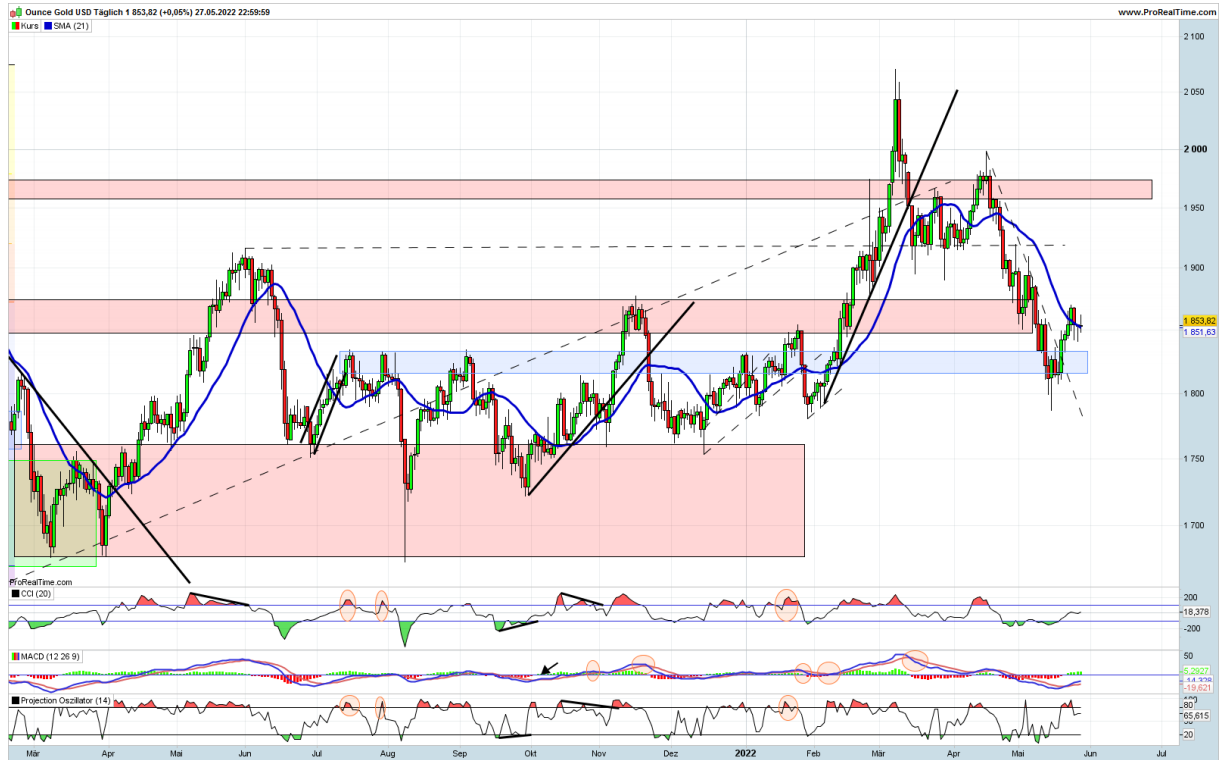 Ounce Gold USD Täglich 1 853,82 (+0,05%) 27.05.2022 22:59:59
www.ProRealTime.com
Kurs SMA (21)
2 100
2 050
2 000
1 950
1 900
1 853,82
1 851,63
1 800
1 750
1 700
ProRealTime.com
CCI (20)
200
18,378
-200
MACD (12 26 9)
50
5,2927
-14,328
-19,621
Projection Oszillator (14)
80
65,615
20
Mär Apr Mai Jun Jul Aug Sep Okt Nov Dez 2022 Feb Mär Apr Mai Jun Jul